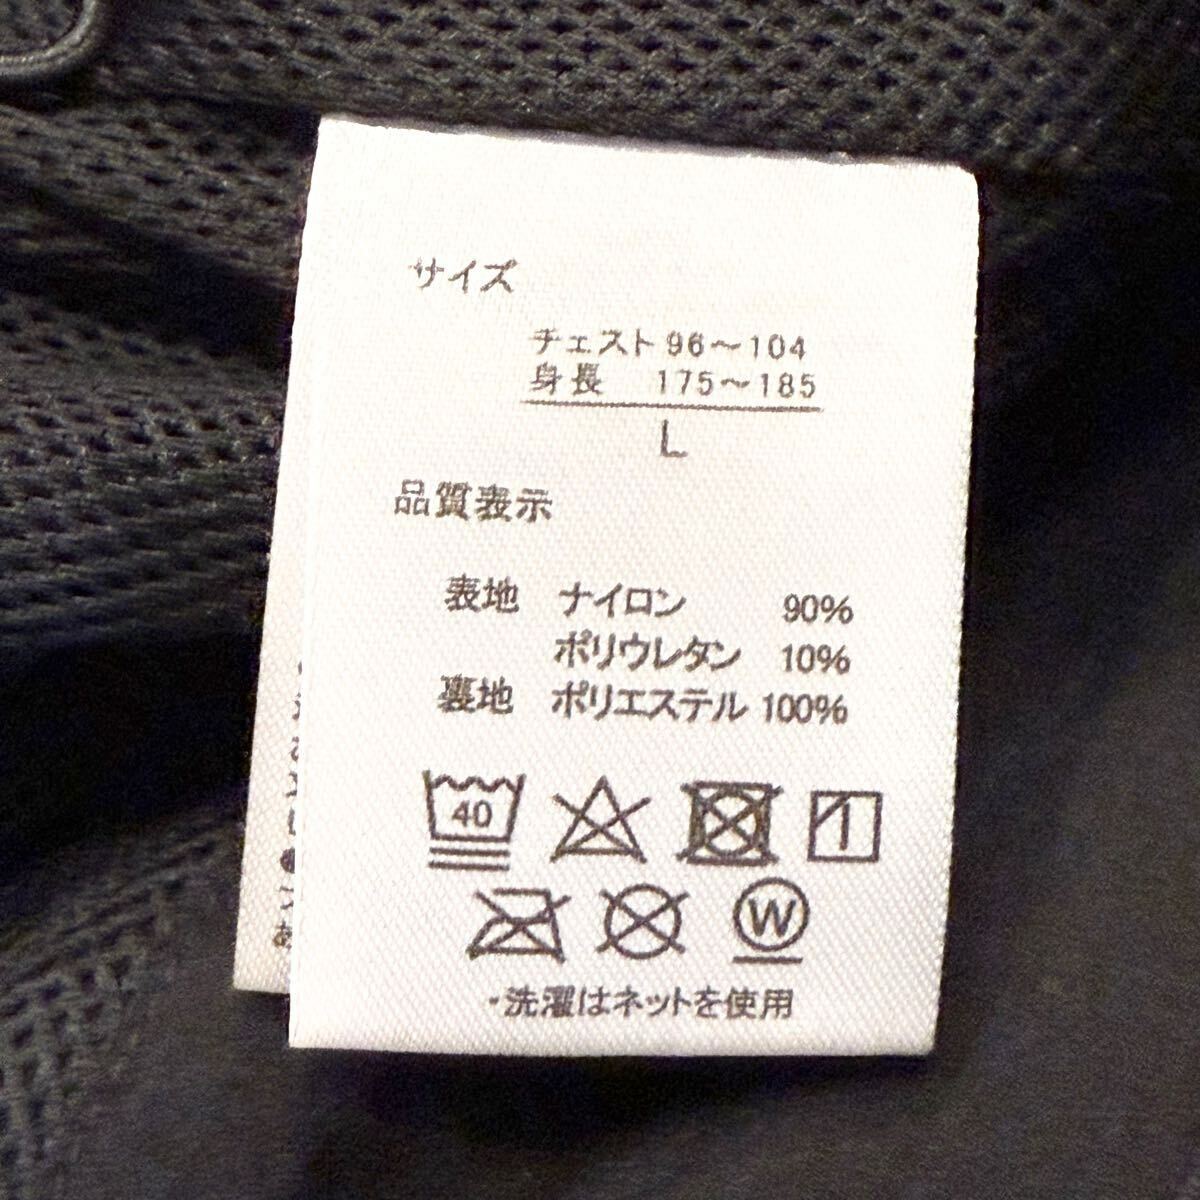 サイズ
チェスト 96～104
身長 175～185
L
品質表示
表地 ナイロン 90%
ポリウレタン 10%
裏地 ポリエステル 100%
40
W
・洗濯はネットを使用